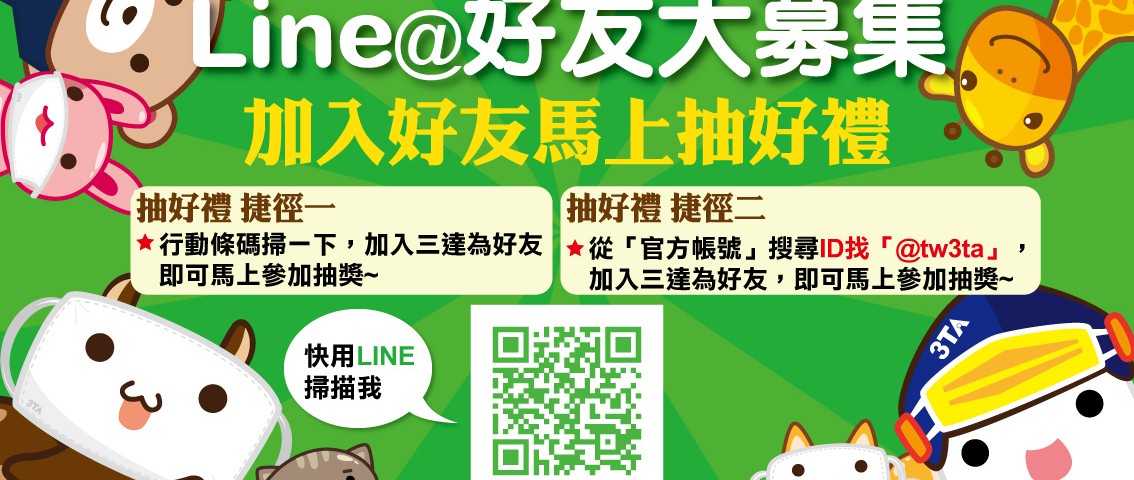 Line@好友大募集
加入好友馬上抽好禮
抽好禮 捷徑一
★行動條碼掃一下，加入三達為好友
即可馬上參加抽獎~
抽好禮 捷徑二
★從「官方帳號」搜尋ID找「@tw3ta」，
加入三達為好友，即可馬上參加抽獎~
快用LINE
掃描我
3TA
3TA